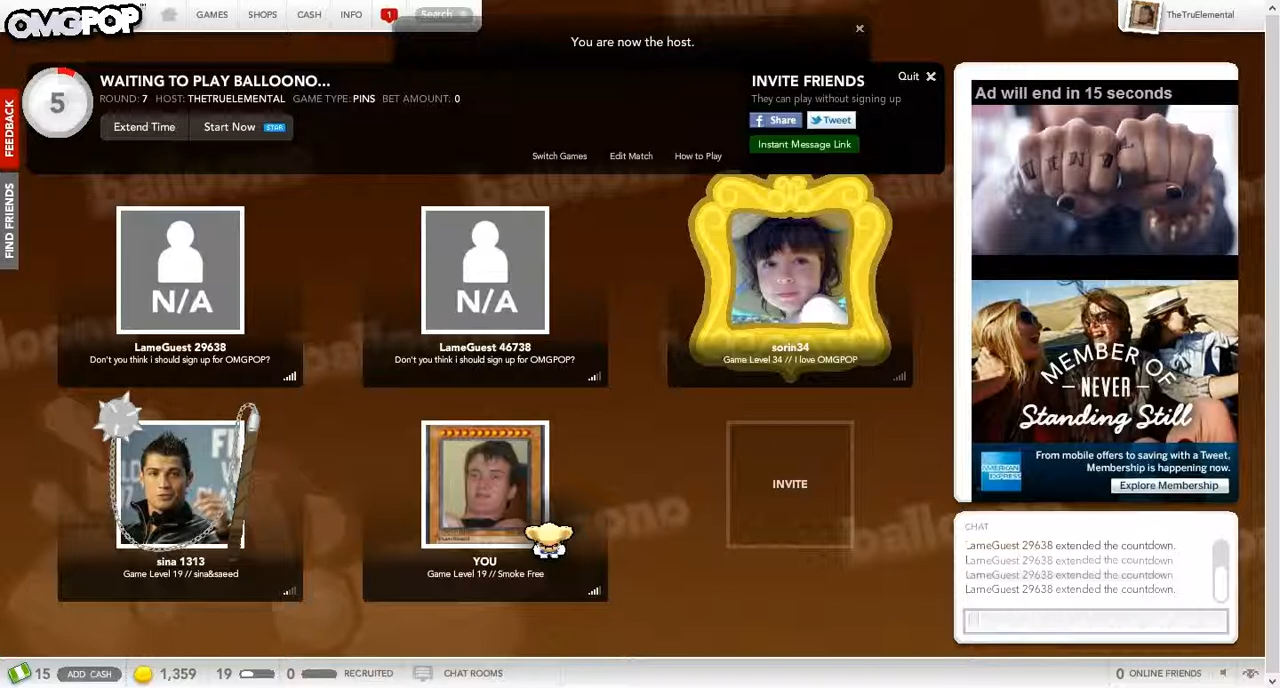 OMGPOP
GAMES SHOPS CASH INFO 1 Search
TheTruElemental
You are now the host.
FEEDBACK
FIND FRIENDS
5
WAITING TO PLAY BALLOONO...
ROUND: 7 HOST: THETRUELEMENTAL GAME TYPE: PINS BET AMOUNT: 0
Extend Time Start Now STAR
Switch Games Edit Match How to Play
INVITE FRIENDS Quit
They can play without signing up
f Share Tweet
Instant Message Link
N/A
LameGuest 29638
Don't you think i should sign up for OMGPOP?
N/A
LameGuest 46738
Don't you think i should sign up for OMGPOP?
sorin34
Game Level 34 // I love OMGPOP
sina 1313
Game Level 19 // sina&saeed
YOU
Game Level 19 // Smoke Free
INVITE
Ad will end in 15 seconds
MEMBER OF
NEVER
Standing Still
AMERICAN EXPRESS
From mobile offers to saving with a Tweet,
Membership is happening now.
Explore Membership
CHAT
LameGuest 29638 extended the countdown.
LameGuest 29638 extended the countdown
LameGuest 29638 extended the countdown
LameGuest 29638 extended the countdown.
15 ADD CASH 1,359 19 0 RECRUITED CHAT ROOMS 0 ONLINE FRIENDS